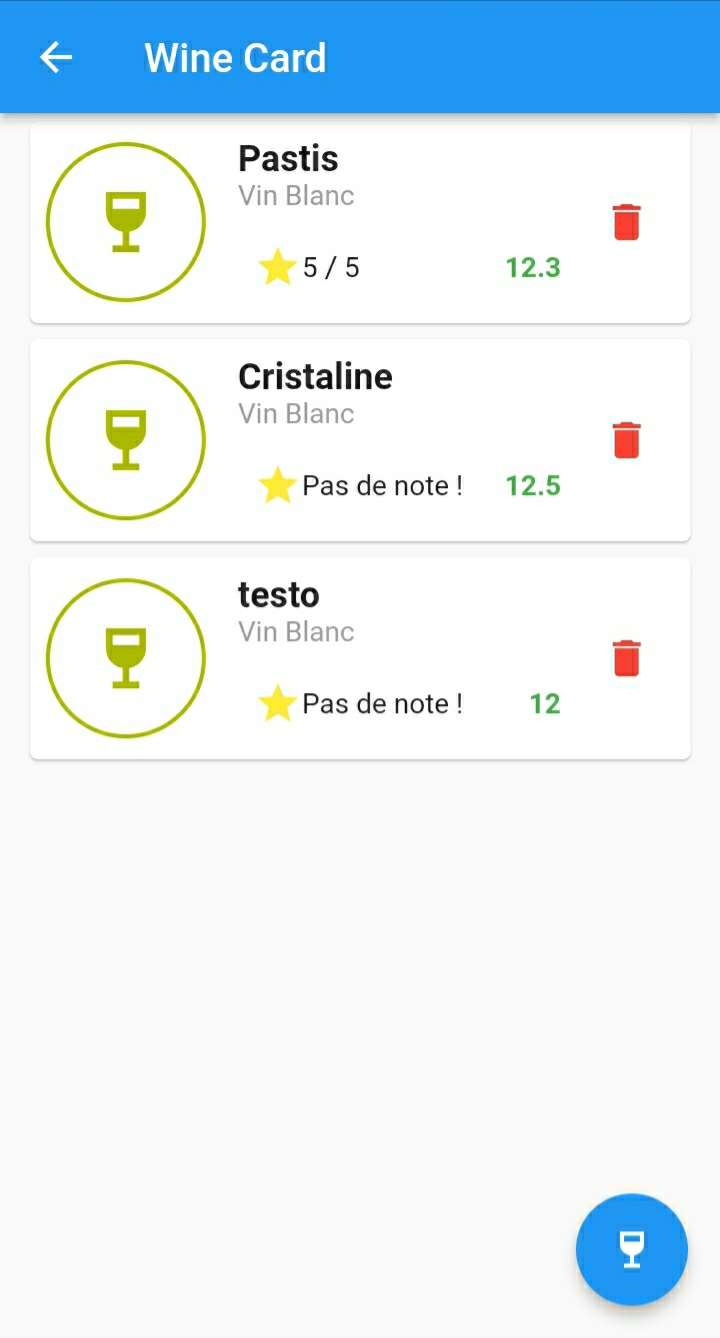 Wine Card
Pastis
Vin Blanc
5 / 5 12.3
Cristaline
Vin Blanc
Pas de note ! 12.5
testo
Vin Blanc
Pas de note ! 12